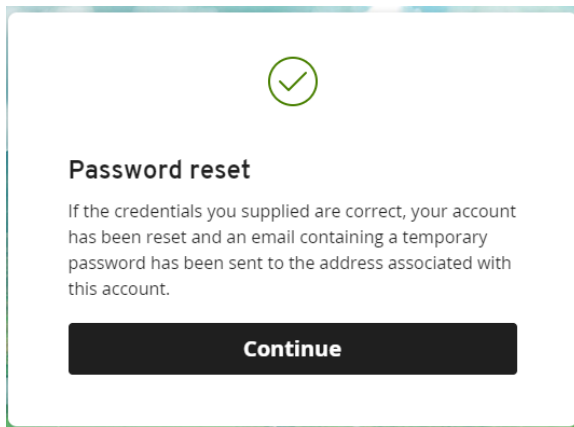 Password reset
If the credentials you supplied are correct, your account
has been reset and an email containing a temporary
password has been sent to the address associated with
this account.
Continue